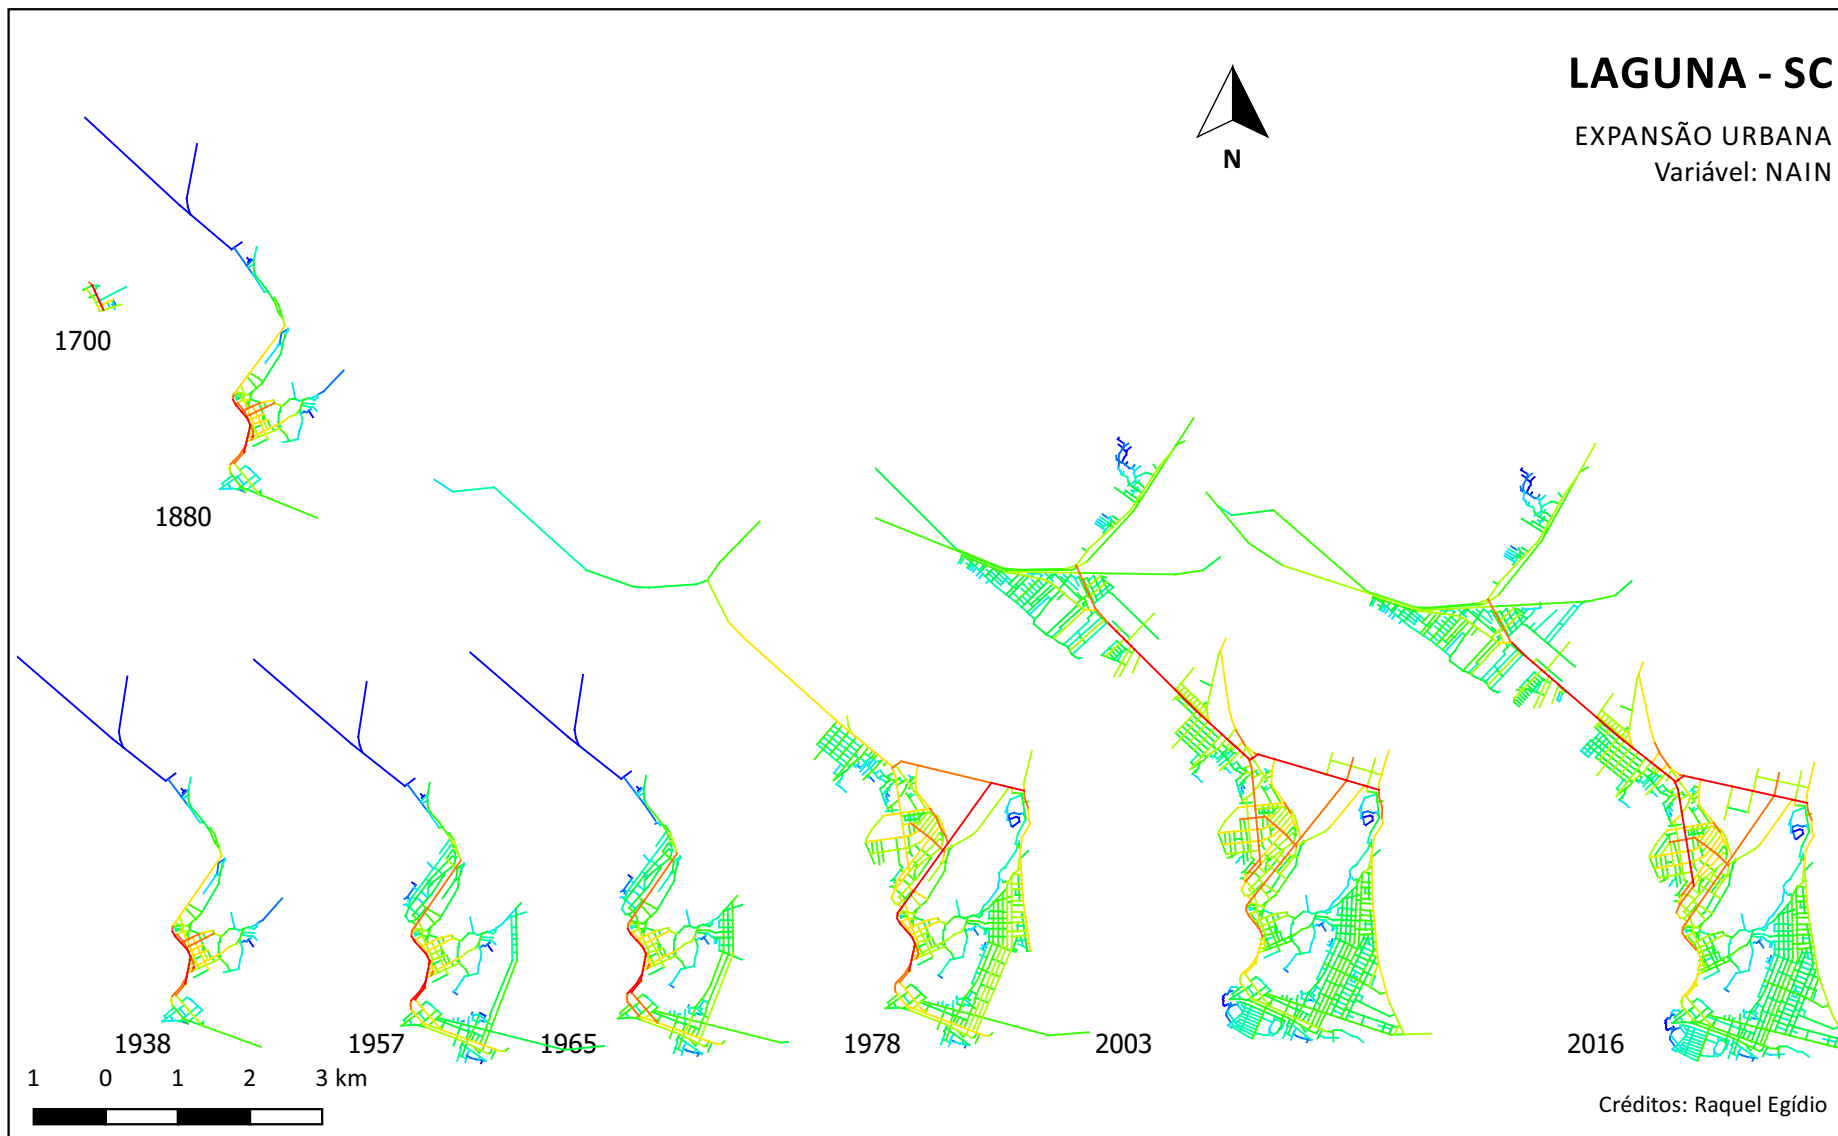 LAGUNA - SC
EXPANSÃO URBANA
Variável: NAIN
N
1700
1880
1938
1957
1965
1978
2003
2016
1 0 1 2 3 km
Créditos: Raquel Egídio